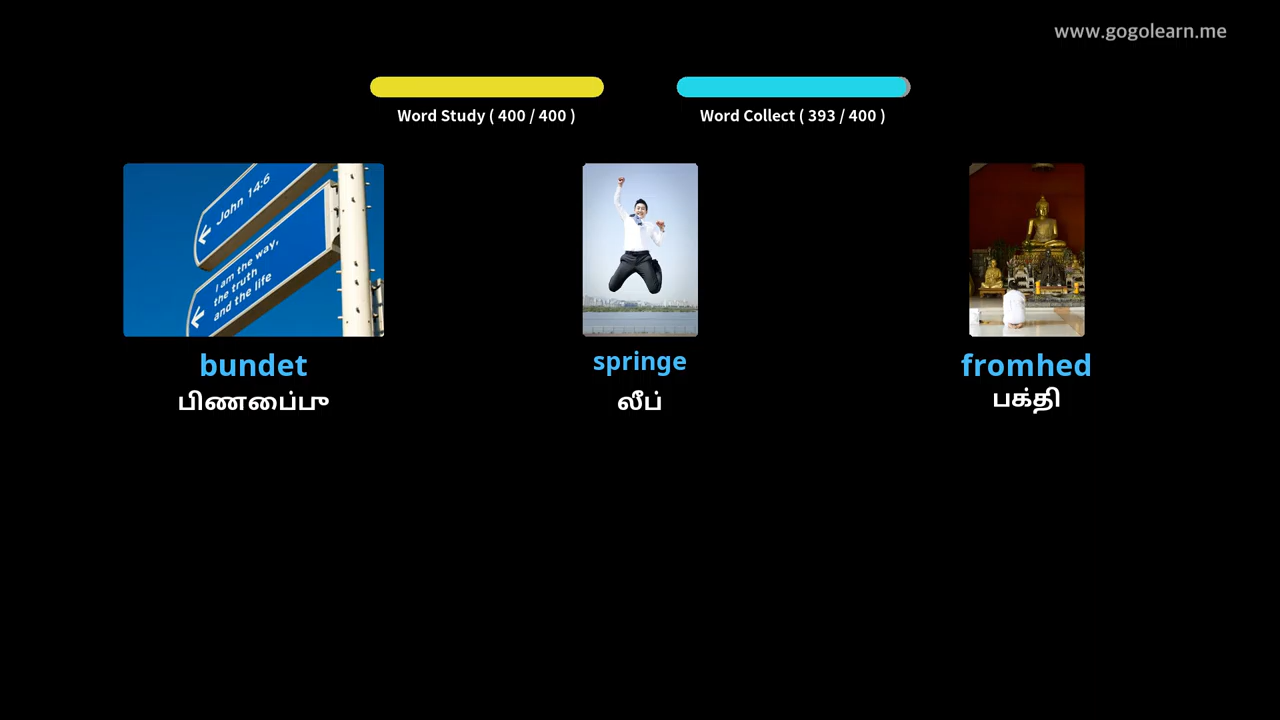 www.gogolearn.me
Word Study ( 400 / 400 )
Word Collect ( 393 / 400 )
John 14:6
I am the way,
the truth
and the life
bundet
springe
fromhed
பிணைப்பு
லீப்
பக்தி